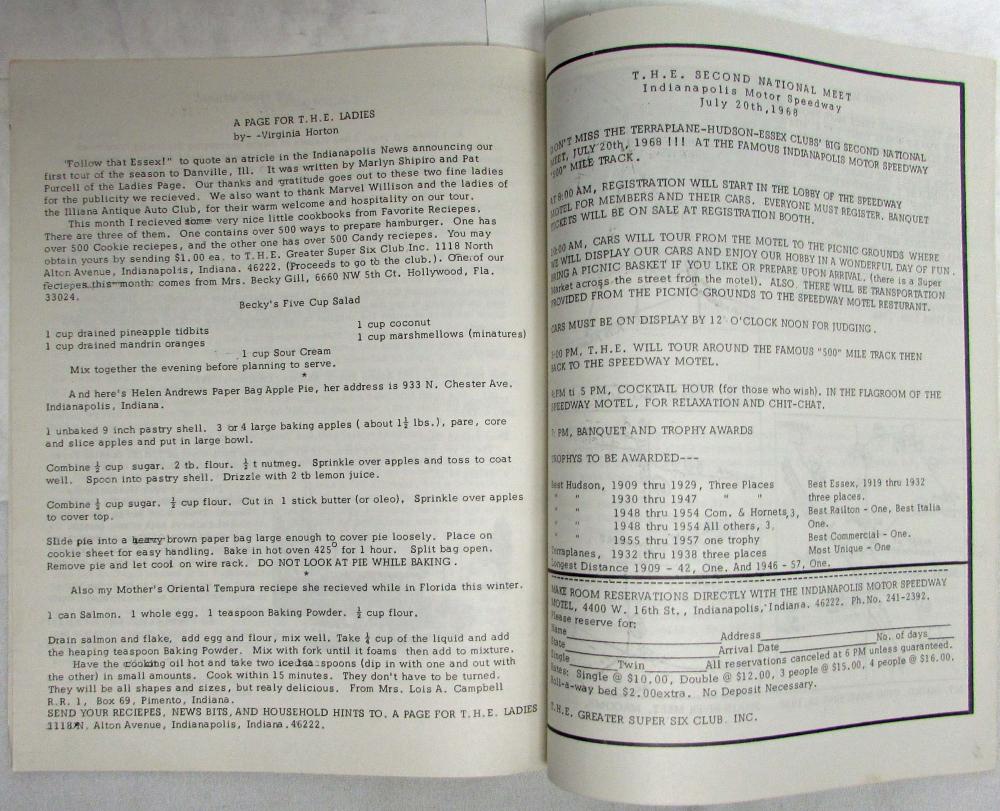 A PAGE FOR T.H.E. LADIES
by- -Virginia Horton
"Follow that Essex!" to quote an atricle in the Indianapolis News announcing our
first tour of the season to Danville, Ill. It was written by Marlyn Shipiro and Pat
Purcell of the Ladies Page. Our thanks and gratitude goes out to these two fine ladies
for the publicity we recieved. We also want to thank Marvel Willison and the ladies of
the Illiana Antique Auto Club, for their warm welcome and hospitality on our tour.
This month I recieved some very nice little cookbooks from Favorite Reciepes.
There are three of them. One contains over 500 ways to prepare hamburger. One has
over 500 Cookie reciepes, and the other one has over 500 Candy reciepes. You may
obtain yours by sending $1.00 ea. to T.H.E. Greater Super Six Club Inc. 1118 North
Alton Avenue, Indianapolis, Indiana. 46222. (Proceeds to go to the club.). One of our
reciepes this month: comes from Mrs. Becky Gill, 6660 NW 5th Ct. Hollywood, Fla.
33024.
Becky's Five Cup Salad
1 cup drained pineapple tidbits 1 cup coconut
1 cup drained mandrin oranges 1 cup marshmellows (minatures)
1 cup Sour Cream
Mix together the evening before planning to serve.
*
And here's Helen Andrews Paper Bag Apple Pie, her address is 933 N. Chester Ave.
Indianapolis, Indiana.
1 unbaked 9 inch pastry shell. 3 or 4 large baking apples ( about 1½ lbs.), pare, core
and slice apples and put in large bowl.
Combine ½ cup sugar. 2 tb. flour. ½ t nutmeg. Sprinkle over apples and toss to coat
well. Spoon into pastry shell. Drizzle with 2 tb lemon juice.
Combine ½ cup sugar. ½ cup flour. Cut in 1 stick butter (or oleo), Sprinkle over apples
to cover top.
Slide pie into a heavy brown paper bag large enough to cover pie loosely. Place on
cookie sheet for easy handling. Bake in hot oven 425° for 1 hour. Split bag open.
Remove pie and let cool on wire rack. DO NOT LOOK AT PIE WHILE BAKING.
*
Also my Mother's Oriental Tempura reciepe she recieved while in Florida this winter.
1 can Salmon. 1 whole egg. 1 teaspoon Baking Powder. ½ cup flour.
Drain salmon and flake, add egg and flour, mix well. Take ¼ cup of the liquid and add
the heaping teaspoon Baking Powder. Mix with fork until it foams then add to mixture.
Have the cooking oil hot and take two iced tea spoons (dip in with one and out with
the other) in small amounts. Cook within 15 minutes. They don't have to be turned.
They will be all shapes and sizes, but realy delicious. From Mrs. Lois A. Campbell
R.R. 1, Box 69, Pimento, Indiana.
SEND YOUR RECIEPES, NEWS BITS, AND HOUSEHOLD HINTS TO. A PAGE FOR T.H.E. LADIES
1118 N. Alton Avenue, Indianapolis, Indiana. 46222.
T.H.E. SECOND NATIONAL MEET
Indianapolis Motor Speedway
July 20th, 1968
DON'T MISS THE TERRAPLANE-HUDSON-ESSEX CLUBS' BIG SECOND NATIONAL
MEET, JULY 20th, 1968 !!! AT THE FAMOUS INDIANAPOLIS MOTOR SPEEDWAY
"500" MILE TRACK.
AT 8:00 AM, REGISTRATION WILL START IN THE LOBBY OF THE SPEEDWAY
MOTEL FOR MEMBERS AND THEIR CARS. EVERYONE MUST REGISTER. BANQUET
TICKETS WILL BE ON SALE AT REGISTRATION BOOTH.
10:00 AM, CARS WILL TOUR FROM THE MOTEL TO THE PICNIC GROUNDS WHERE
WE WILL DISPLAY OUR CARS AND ENJOY OUR HOBBY IN A WONDERFUL DAY OF FUN.
BRING A PICNIC BASKET IF YOU LIKE OR PREPARE UPON ARRIVAL, (there is a Super
Market across the street from the motel). ALSO, THERE WILL BE TRANSPORTATION
PROVIDED FROM THE PICNIC GROUNDS TO THE SPEEDWAY MOTEL RESTURANT.
CARS MUST BE ON DISPLAY BY 12 O'CLOCK NOON FOR JUDGING.
:00 PM, T.H.E. WILL TOUR AROUND THE FAMOUS "500" MILE TRACK THEN
BACK TO THE SPEEDWAY MOTEL.
PM ti 5 PM, COCKTAIL HOUR (for those who wish). IN THE FLAGROOM OF THE
SPEEDWAY MOTEL, FOR RELAXATION AND CHIT-CHAT.
PM, BANQUET AND TROPHY AWARDS
TROPHYS TO BE AWARDED---
Best Hudson, 1909 thru 1929, Three Places Best Essex, 1919 thru 1932
" " 1930 thru 1947 " " three places.
" " 1948 thru 1954 Com. & Hornets, 3, Best Railton - One, Best Italia
" " 1948 thru 1954 All others, 3. One.
" " 1955 thru 1957 one trophy Best Commercial - One.
Terraplanes, 1932 thru 1938 three places Most Unique - One
Longest Distance 1909 - 42, One. And 1946 - 57, One.
MAKE ROOM RESERVATIONS DIRECTLY WITH THE INDIANAPOLIS MOTOR SPEEDWAY
MOTEL, 4400 W. 16th St., Indianapolis, Indiana. 46222. Ph. No. 241-2392.
Please reserve for:
Name Address
State Arrival Date No. of days
Single Twin All reservations canceled at 6 PM unless guaranteed.
Rates: Single @ $10.00, Double @ $12.00, 3 people @ $15.00, 4 people @ $16.00.
Roll-a-way bed $2.00extra. No Deposit Necessary.
T.H.E. GREATER SUPER SIX CLUB. INC.